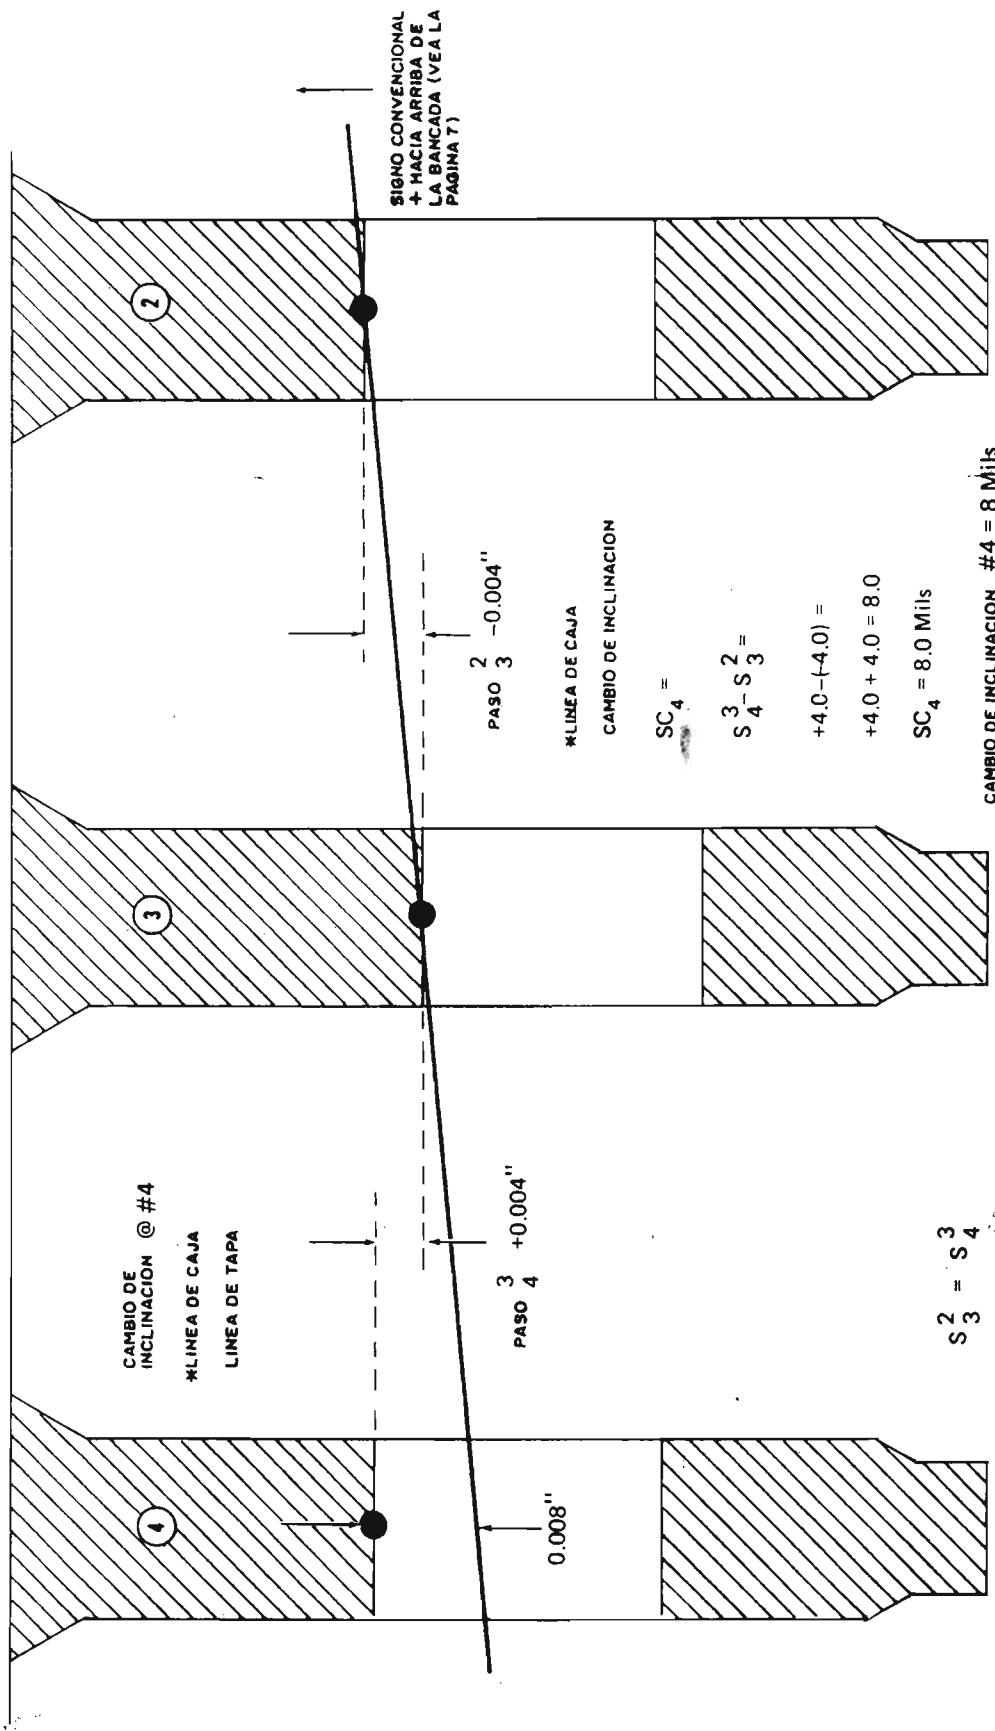 CAMBIO DE
INCLINACION @ #4
*LINEA DE CAJA
LINEA DE TAPA
4
3
2
SIGNO CONVENCIONAL
+ HACIA ARRIBA DE
LA BANCADA (VEA LA
PAGINA 7)
0.008"
PASO 3/4 +0.004"
PASO 2/3 -0.004"
*LINEA DE CAJA
CAMBIO DE INCLINACION
SC4 =
S 3/4 - S 2/3 =
+4.0-(-4.0) =
+4.0 + 4.0 = 8.0
SC4 = 8.0 Mils
S 2/3 = S 3/4
CAMBIO DE INCLINACION #4 = 8 Mils